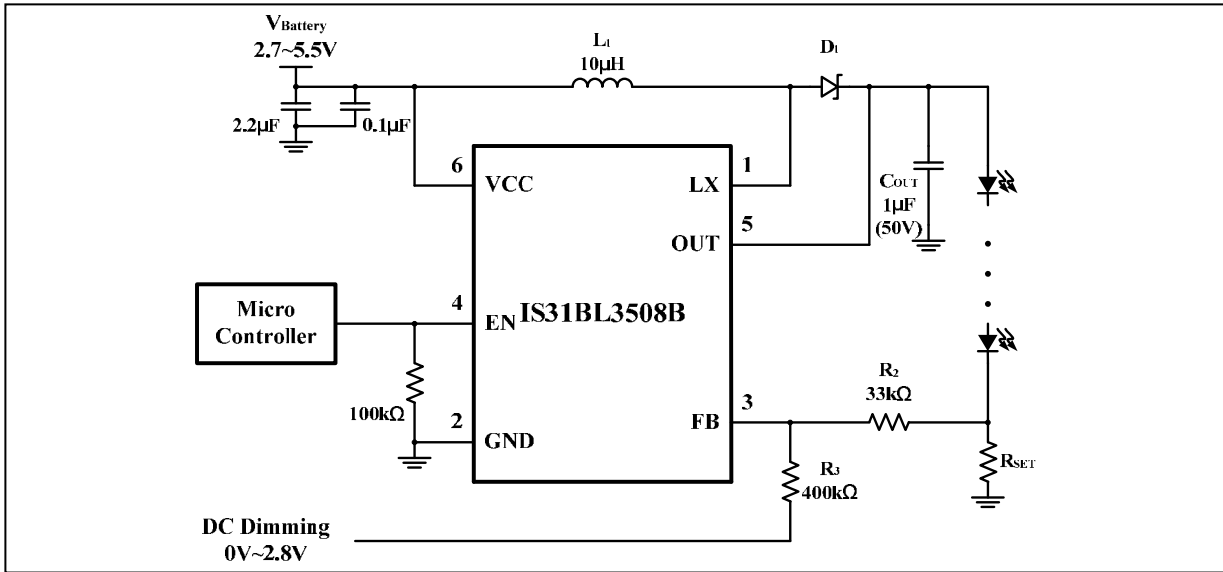 VBattery
2.7~5.5V
L1
10μH
D1
2.2μF
0.1μF
6
VCC
1
LX
COUT
1μF
(50V)
5
OUT
Micro
Controller
4
EN
IS31BL3508B
R2
33kΩ
100kΩ
2
GND
3
FB
RSET
R3
400kΩ
DC Dimming
0V~2.8V